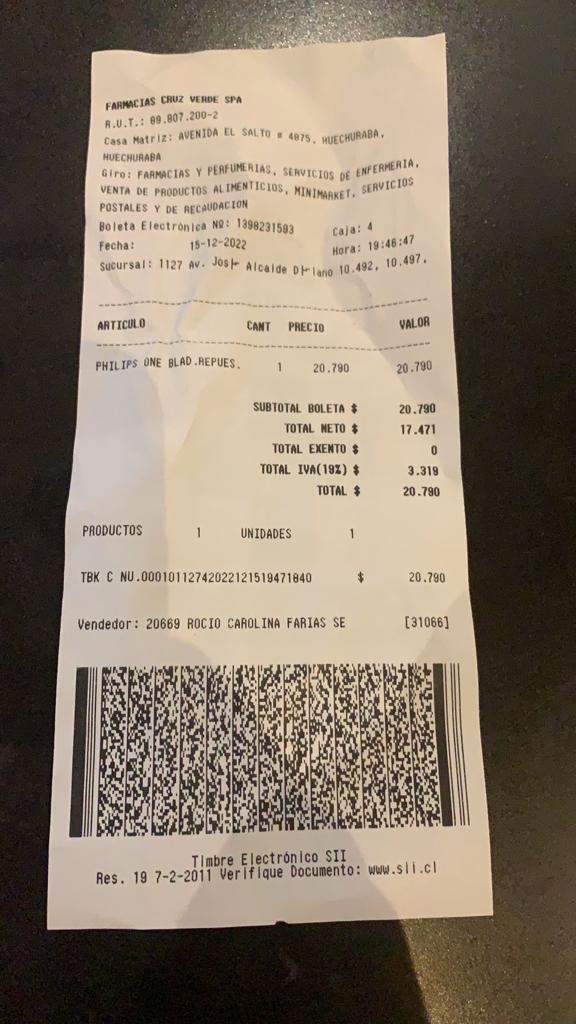 FARMACIAS CRUZ VERDE SPA
R.U.T.: 89.807.200-2
Casa Matriz: AVENIDA EL SALTO # 4875, HUECHURABA,
HUECHURABA
Giro: FARMACIAS Y PERFUMERIAS, SERVICIOS DE ENFERMERIA,
VENTA DE PRODUCTOS ALIMENTICIOS, MINIMARKET, SERVICIOS
POSTALES Y DE RECAUDACION
Boleta Electrónica Nº: 1398231593 Caja: 4
Fecha: 15-12-2022 Hora: 19:46:47
Sucursal: 1127 Av. Alcalde 10.492, 10.497.
ARTICULO CANT PRECIO VALOR
PHILIPS ONE BLAD.REPUES. 1 20.790 20.790
SUBTOTAL BOLETA $ 20.790
TOTAL NETO $ 17.471
TOTAL EXENTO $ 0
TOTAL IVA(19%) $ 3.319
TOTAL $ 20.790
PRODUCTOS 1 UNIDADES 1
TBK C NU.00010112742022121519471840 $ 20.790
Vendedor: 20669 ROCIO CAROLINA FARIAS SE [31066]
Timbre Electrónico SII
Res. 19 7-2-2011 Verifique Documento: www.sii.cl